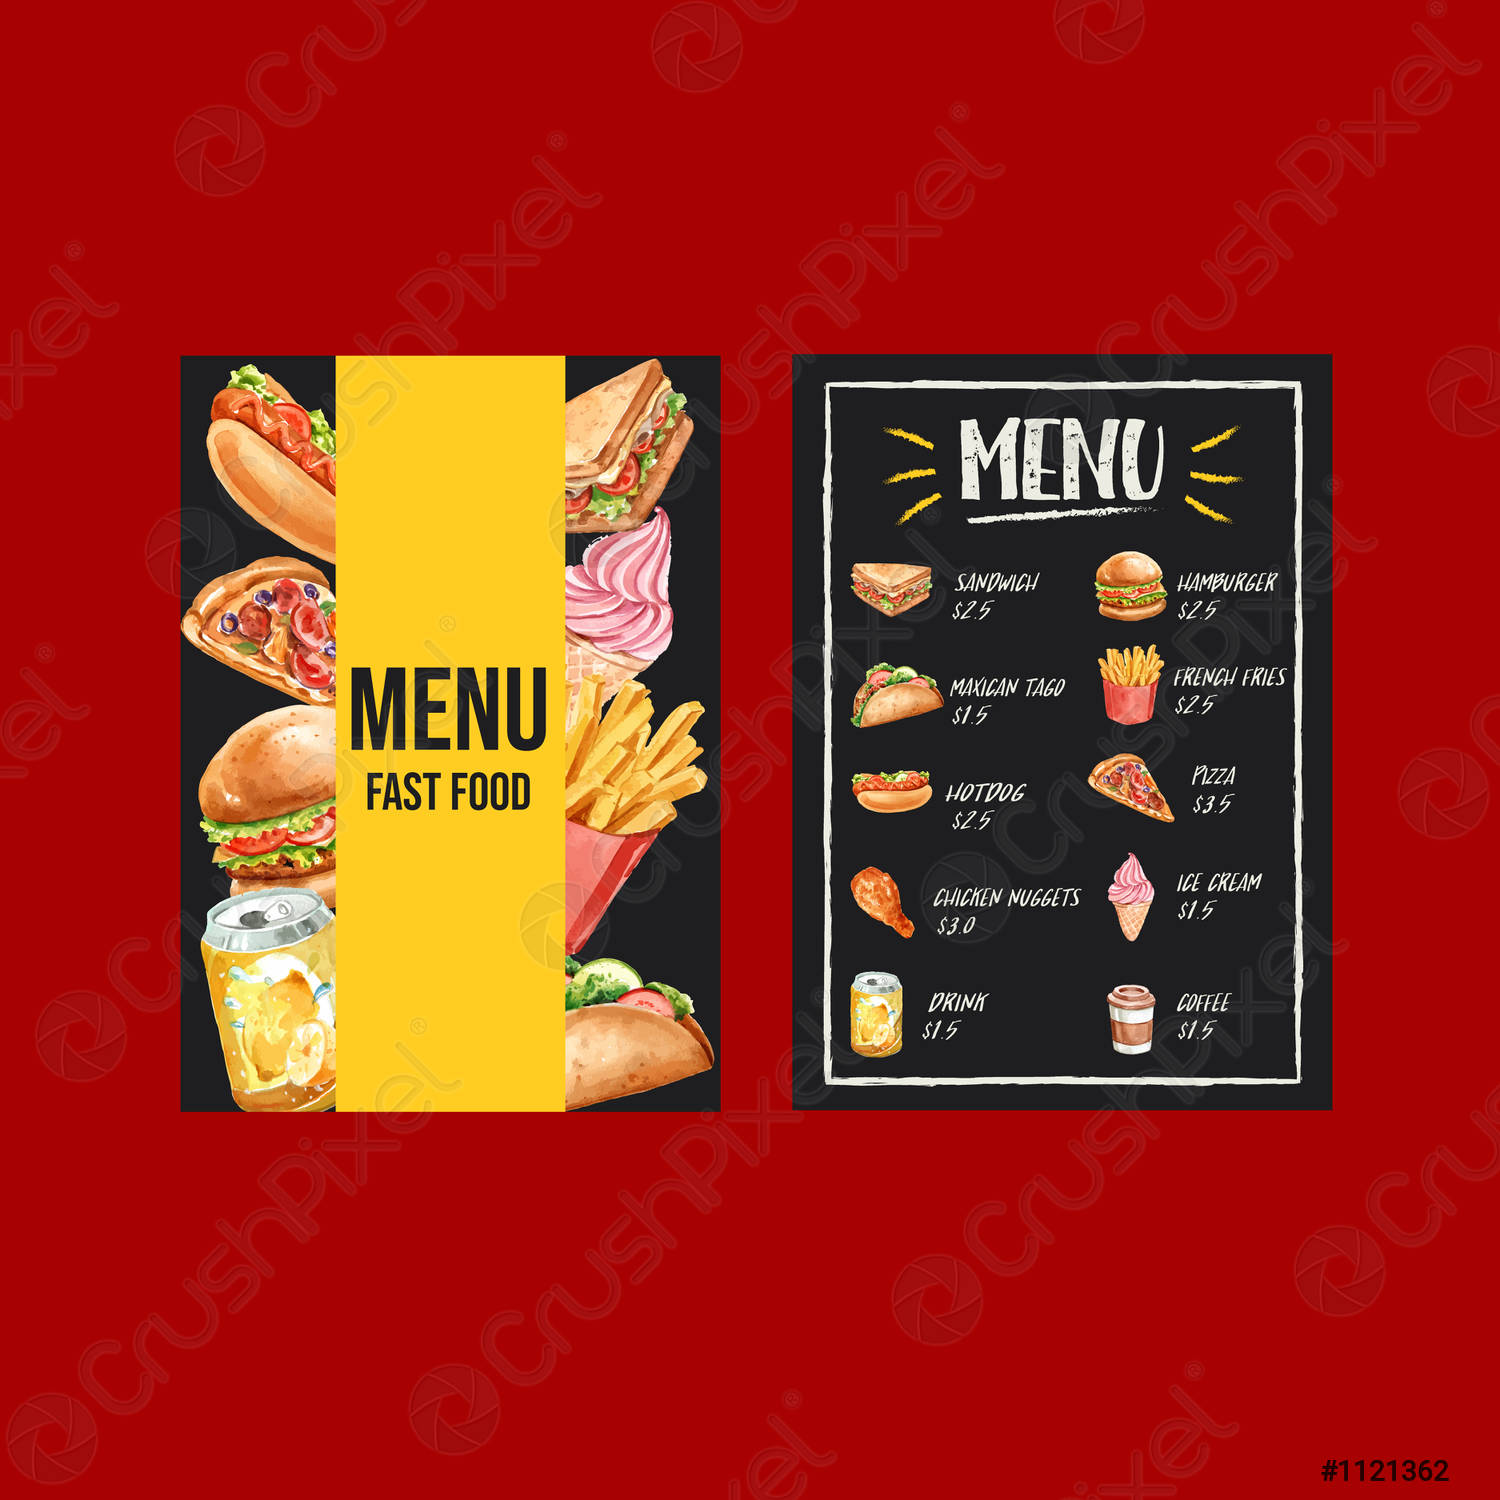 MENU
FAST FOOD
MENU
SANDWICH
$2.5
HAMBURGER
$2.5
MAXICAN TAGO
$1.5
FRENCH FRIES
$2.5
HOTDOG
$2.5
PIZZA
$3.5
CHICKEN NUGGETS
$3.0
ICE CREAM
$1.5
DRINK
$1.5
COFFEE
$1.5
CrushPixel
#1121362